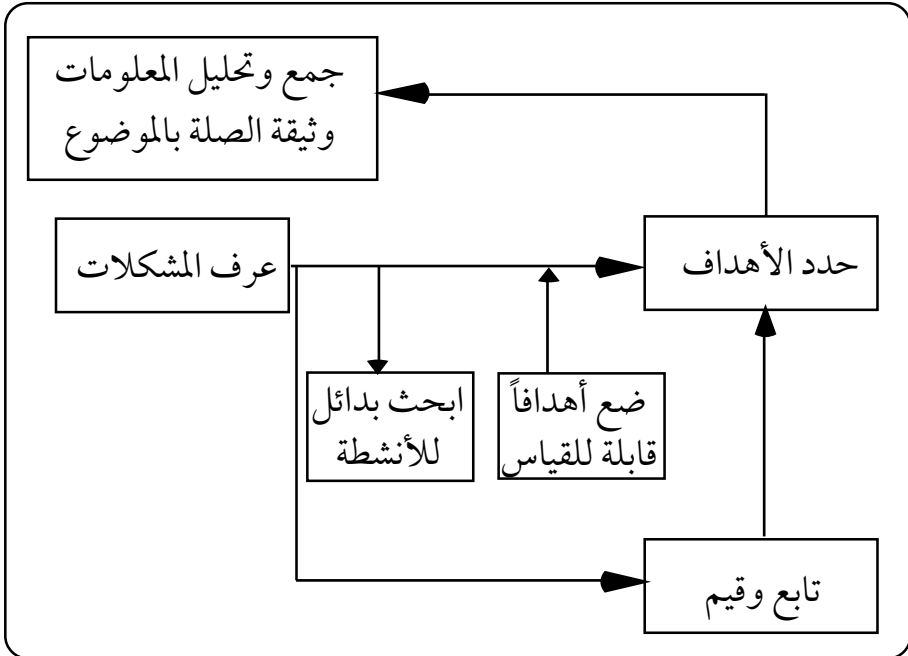 جمع وتحليل المعلومات
وثيقة الصلة بالموضوع
حدد الأهداف
عرف المشكلات
ضع أهدافاً
قابلة للقياس
ابحث بدائل
للأنشطة
تابع وقيم